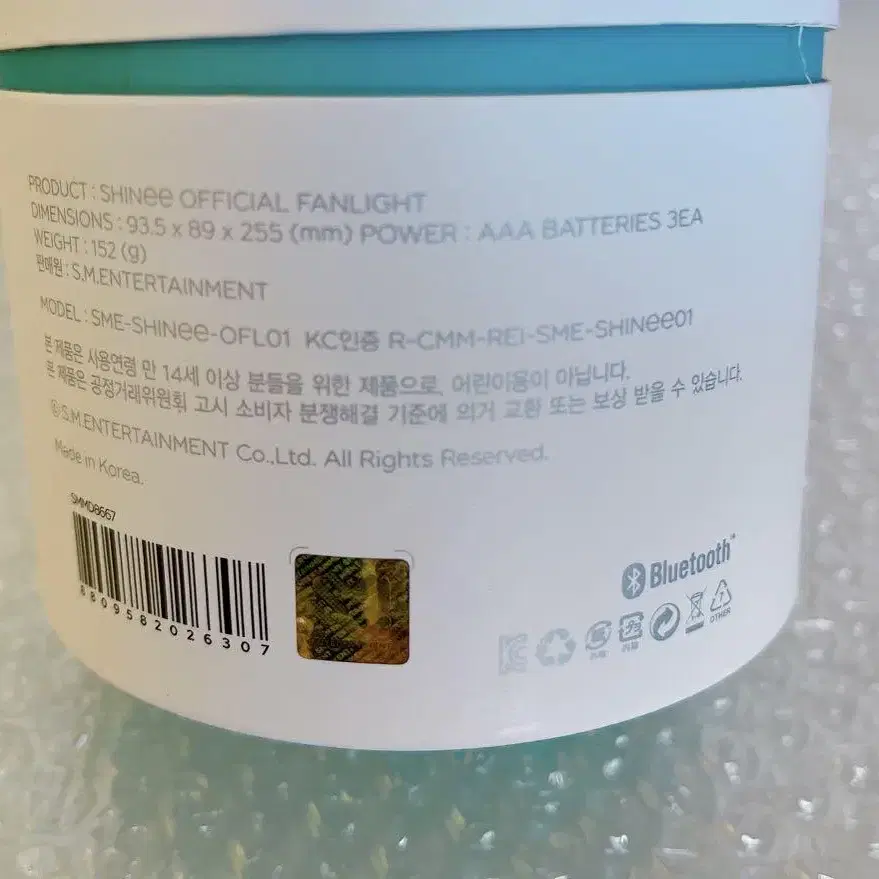 PRODUCT : SHINee OFFICIAL FANLIGHT
DIMENSIONS : 93.5 x 89 x 255 (mm) POWER : AAA BATTERIES 3EA
WEIGHT : 152 (g)
판매원 : S.M.ENTERTAINMENT
MODEL : SME-SHINee-OFL01 KC인증 R-CMM-REI-SME-SHINee01
본 제품은 사용연령 만 14세 이상 분들을 위한 제품으로, 어린이용이 아닙니다.
본 제품은 공정거래위원회 고시 소비자 분쟁해결 기준에 의거 교환 또는 보상 받을 수 있습니다.
ⓒS.M.ENTERTAINMENT Co.,Ltd. All Rights Reserved.
Made in Korea.
SMMD8667
8809582026307
Bluetooth™
OTHER